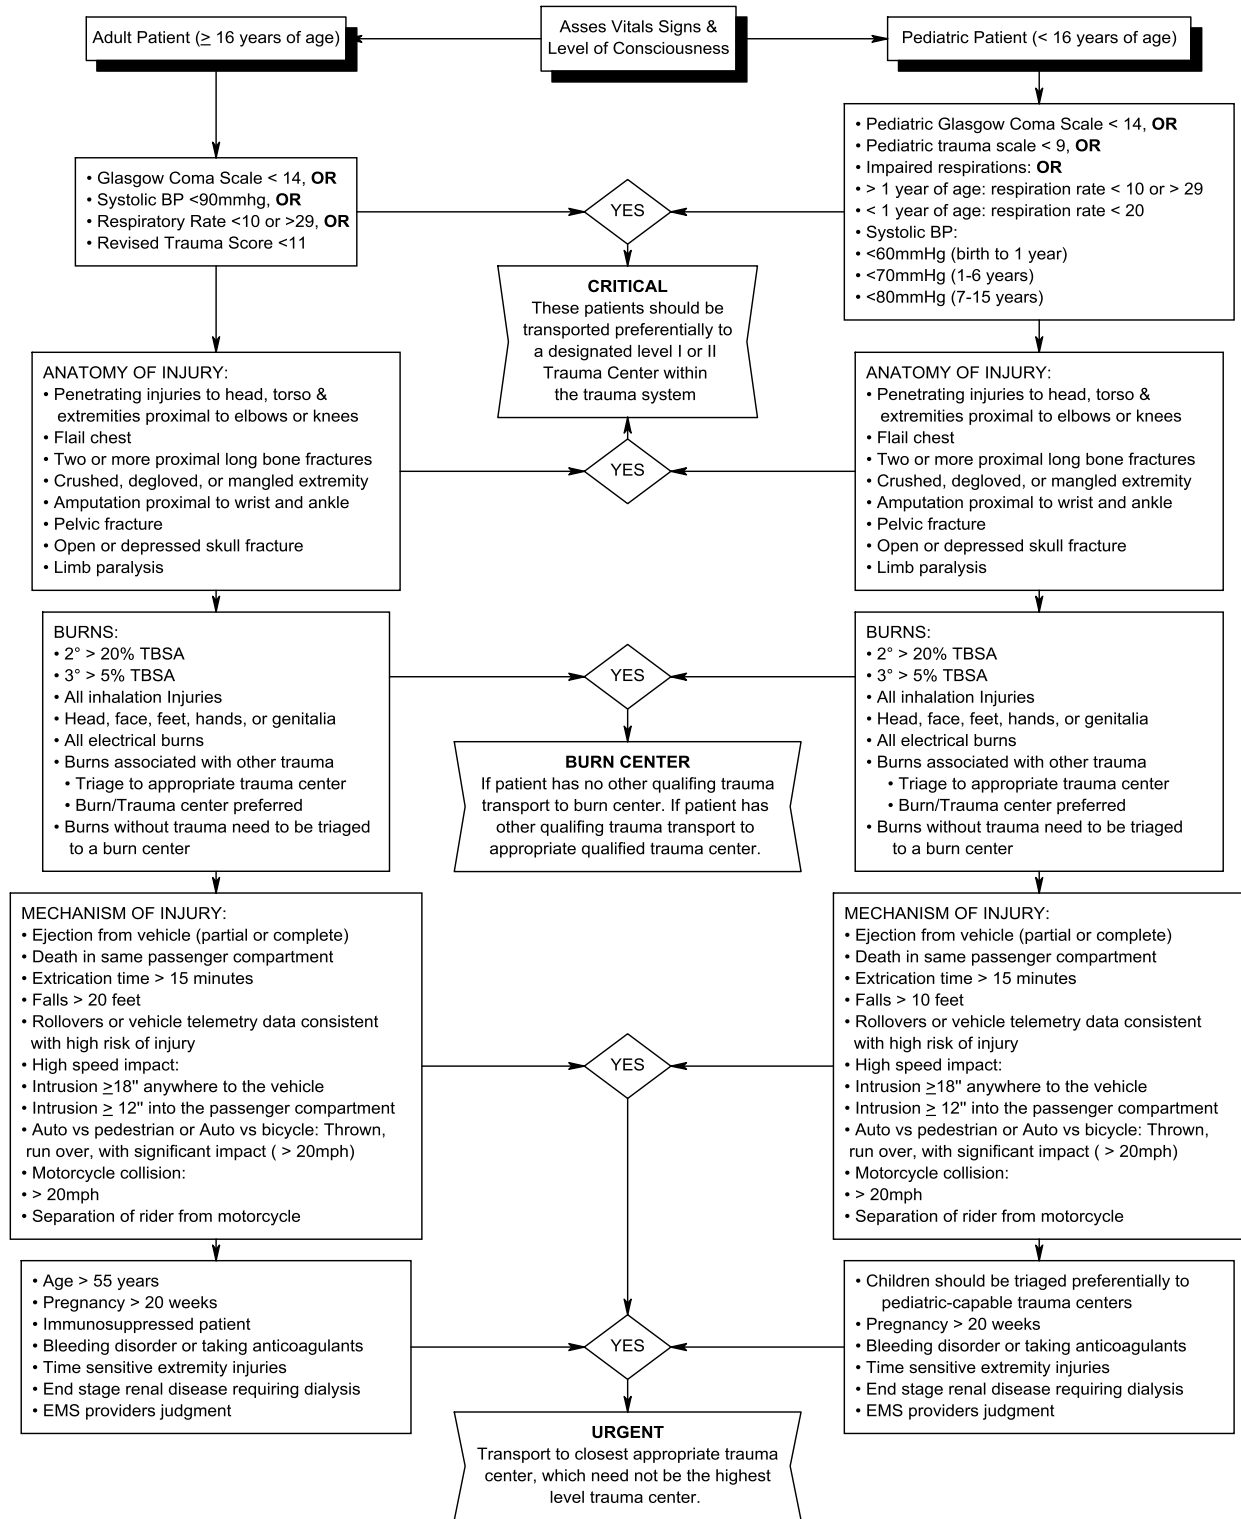 Asses Vitals Signs &
Level of Consciousness
Adult Patient (≥ 16 years of age)
Pediatric Patient (< 16 years of age)
• Glasgow Coma Scale < 14, OR
• Systolic BP <90mmhg, OR
• Respiratory Rate <10 or >29, OR
• Revised Trauma Score <11
YES
• Pediatric Glasgow Coma Scale < 14, OR
• Pediatric trauma scale < 9, OR
• Impaired respirations: OR
• > 1 year of age: respiration rate < 10 or > 29
• < 1 year of age: respiration rate < 20
• Systolic BP:
• <60mmHg (birth to 1 year)
• <70mmHg (1-6 years)
• <80mmHg (7-15 years)
CRITICAL
These patients should be
transported preferentially to
a designated level I or II
Trauma Center within
the trauma system
ANATOMY OF INJURY:
• Penetrating injuries to head, torso &
extremities proximal to elbows or knees
• Flail chest
• Two or more proximal long bone fractures
• Crushed, degloved, or mangled extremity
• Amputation proximal to wrist and ankle
• Pelvic fracture
• Open or depressed skull fracture
• Limb paralysis
YES
ANATOMY OF INJURY:
• Penetrating injuries to head, torso &
extremities proximal to elbows or knees
• Flail chest
• Two or more proximal long bone fractures
• Crushed, degloved, or mangled extremity
• Amputation proximal to wrist and ankle
• Pelvic fracture
• Open or depressed skull fracture
• Limb paralysis
BURNS:
• 2° > 20% TBSA
• 3° > 5% TBSA
• All inhalation Injuries
• Head, face, feet, hands, or genitalia
• All electrical burns
• Burns associated with other trauma
• Triage to appropriate trauma center
• Burn/Trauma center preferred
• Burns without trauma need to be triaged
to a burn center
YES
BURNS:
• 2° > 20% TBSA
• 3° > 5% TBSA
• All inhalation Injuries
• Head, face, feet, hands, or genitalia
• All electrical burns
• Burns associated with other trauma
• Triage to appropriate trauma center
• Burn/Trauma center preferred
• Burns without trauma need to be triaged
to a burn center
BURN CENTER
If patient has no other qualifing trauma
transport to burn center. If patient has
other qualifing trauma transport to
appropriate qualified trauma center.
MECHANISM OF INJURY:
• Ejection from vehicle (partial or complete)
• Death in same passenger compartment
• Extrication time > 15 minutes
• Falls > 20 feet
• Rollovers or vehicle telemetry data consistent
with high risk of injury
• High speed impact:
• Intrusion ≥18" anywhere to the vehicle
• Intrusion ≥ 12" into the passenger compartment
• Auto vs pedestrian or Auto vs bicycle: Thrown,
run over, with significant impact ( > 20mph)
• Motorcycle collision:
• > 20mph
• Separation of rider from motorcycle
YES
MECHANISM OF INJURY:
• Ejection from vehicle (partial or complete)
• Death in same passenger compartment
• Extrication time > 15 minutes
• Falls > 10 feet
• Rollovers or vehicle telemetry data consistent
with high risk of injury
• High speed impact:
• Intrusion ≥18" anywhere to the vehicle
• Intrusion ≥ 12" into the passenger compartment
• Auto vs pedestrian or Auto vs bicycle: Thrown,
run over, with significant impact ( > 20mph)
• Motorcycle collision:
• > 20mph
• Separation of rider from motorcycle
• Age > 55 years
• Pregnancy > 20 weeks
• Immunosuppressed patient
• Bleeding disorder or taking anticoagulants
• Time sensitive extremity injuries
• End stage renal disease requiring dialysis
• EMS providers judgment
YES
• Children should be triaged preferentially to
pediatric-capable trauma centers
• Pregnancy > 20 weeks
• Bleeding disorder or taking anticoagulants
• Time sensitive extremity injuries
• End stage renal disease requiring dialysis
• EMS providers judgment
URGENT
Transport to closest appropriate trauma
center, which need not be the highest
level trauma center.